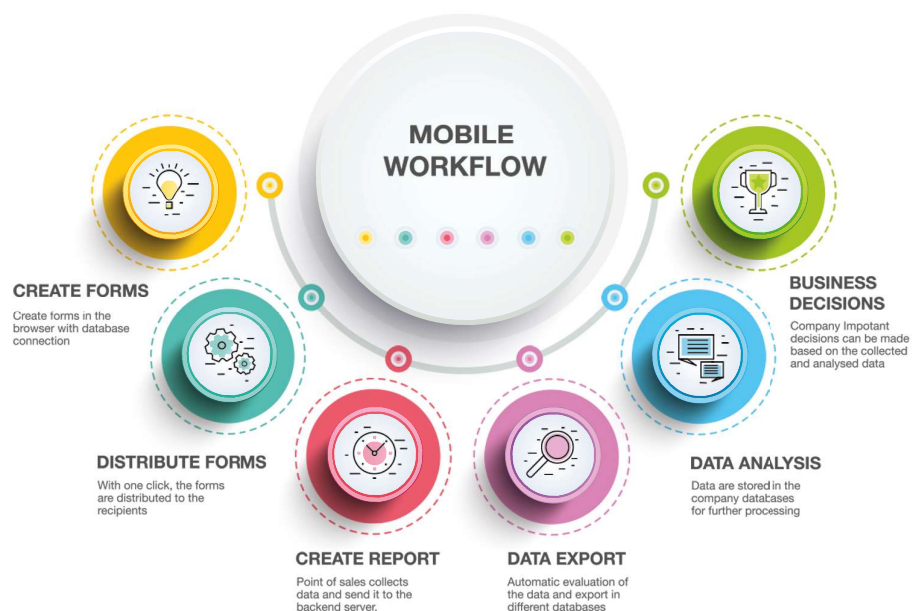 MOBILE
WORKFLOW
CREATE FORMS
Create forms in the
browser with database
connection
DISTRIBUTE FORMS
With one click, the forms
are distributed to the
recipients
CREATE REPORT
Point of sales collects
data and send it to the
backend server.
DATA EXPORT
Automatic evaluation of
the data and export in
different databases
DATA ANALYSIS
Data are stored in the
company databases
for further processing
BUSINESS
DECISIONS
Company Impotant
decisions can be made
based on the collected
and analysed data